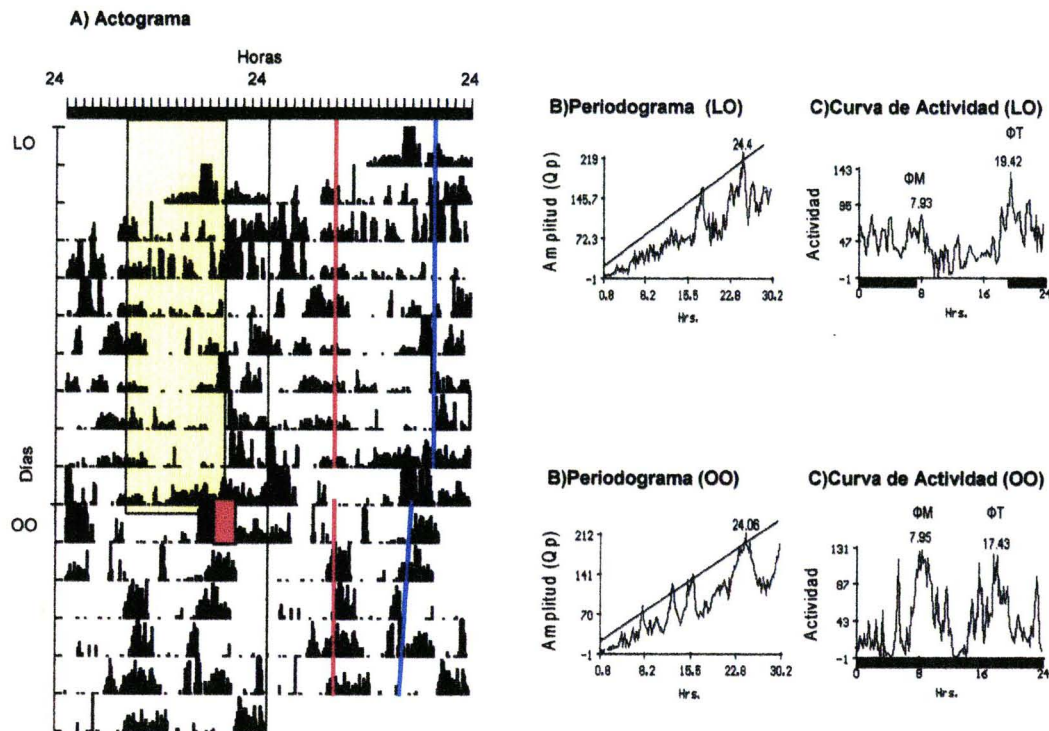 A) Actograma
Horas
24 24 24
LO
Días
OO
B)Periodograma (LO)
24.4
Amplitud (Qp)
219
145.7
72.3
-1
0.8 8.2 15.5 22.8 30.2
Hrs.
C)Curva de Actividad (LO)
ΦT
19.42
ΦM
7.93
Actividad
143
95
47
-1
0 8 16 24
Hrs.
B)Periodograma (OO)
24.06
Amplitud (Qp)
212
141
70
-1
0.8 8.2 15.5 22.8 30.2
Hrs.
C)Curva de Actividad (OO)
ΦM ΦT
7.95 17.43
Actividad
131
87
43
-1
0 8 16 24
Hrs.